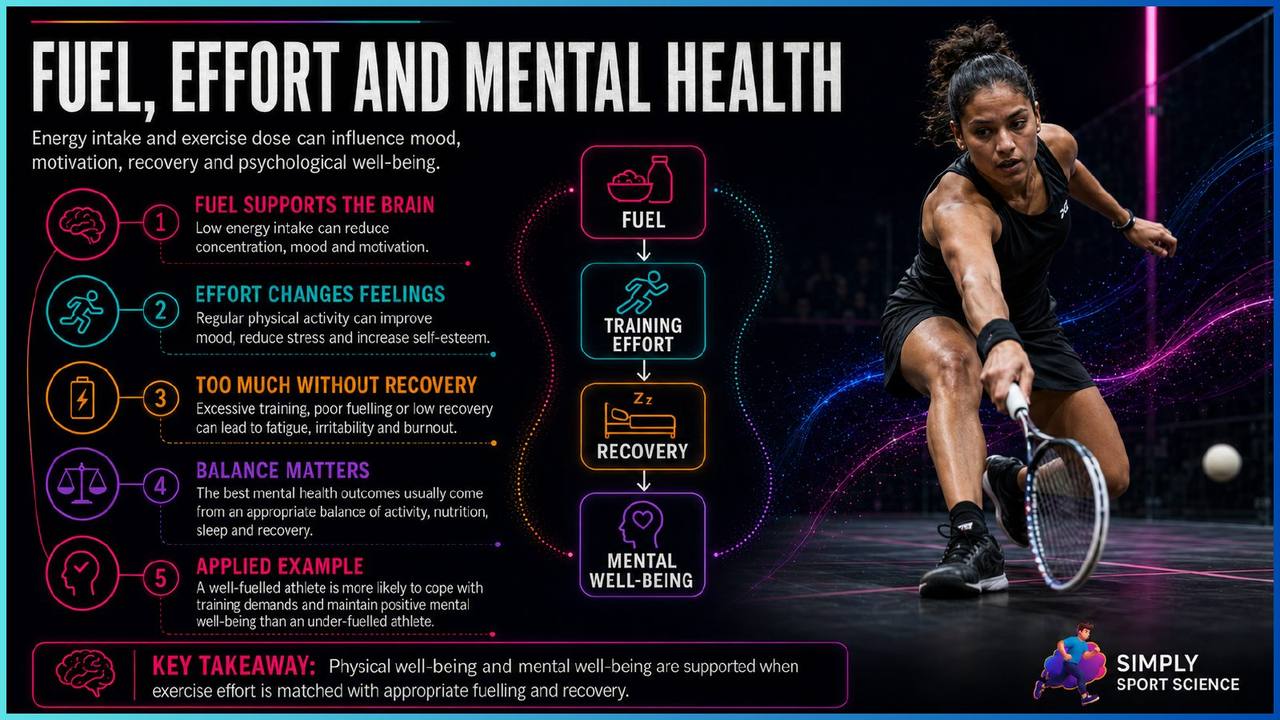 FUEL, EFFORT AND MENTAL HEALTH
Energy intake and exercise dose can influence mood,
motivation, recovery and psychological well-being.
1
FUEL SUPPORTS THE BRAIN
Low energy intake can reduce
concentration, mood and motivation.
2
EFFORT CHANGES FEELINGS
Regular physical activity can improve
mood, reduce stress and increase self-esteem.
3
TOO MUCH WITHOUT RECOVERY
Excessive training, poor fuelling or low recovery
can lead to fatigue, irritability and burnout.
4
BALANCE MATTERS
The best mental health outcomes usually come
from an appropriate balance of activity, nutrition,
sleep and recovery.
5
APPLIED EXAMPLE
A well-fuelled athlete is more likely to cope with
training demands and maintain positive mental
well-being than an under-fuelled athlete.
FUEL
TRAINING
EFFORT
Zz
RECOVERY
MENTAL
WELL-BEING
KEY TAKEAWAY: Physical well-being and mental well-being are supported when
exercise effort is matched with appropriate fuelling and recovery.
SIMPLY
SPORT SCIENCE